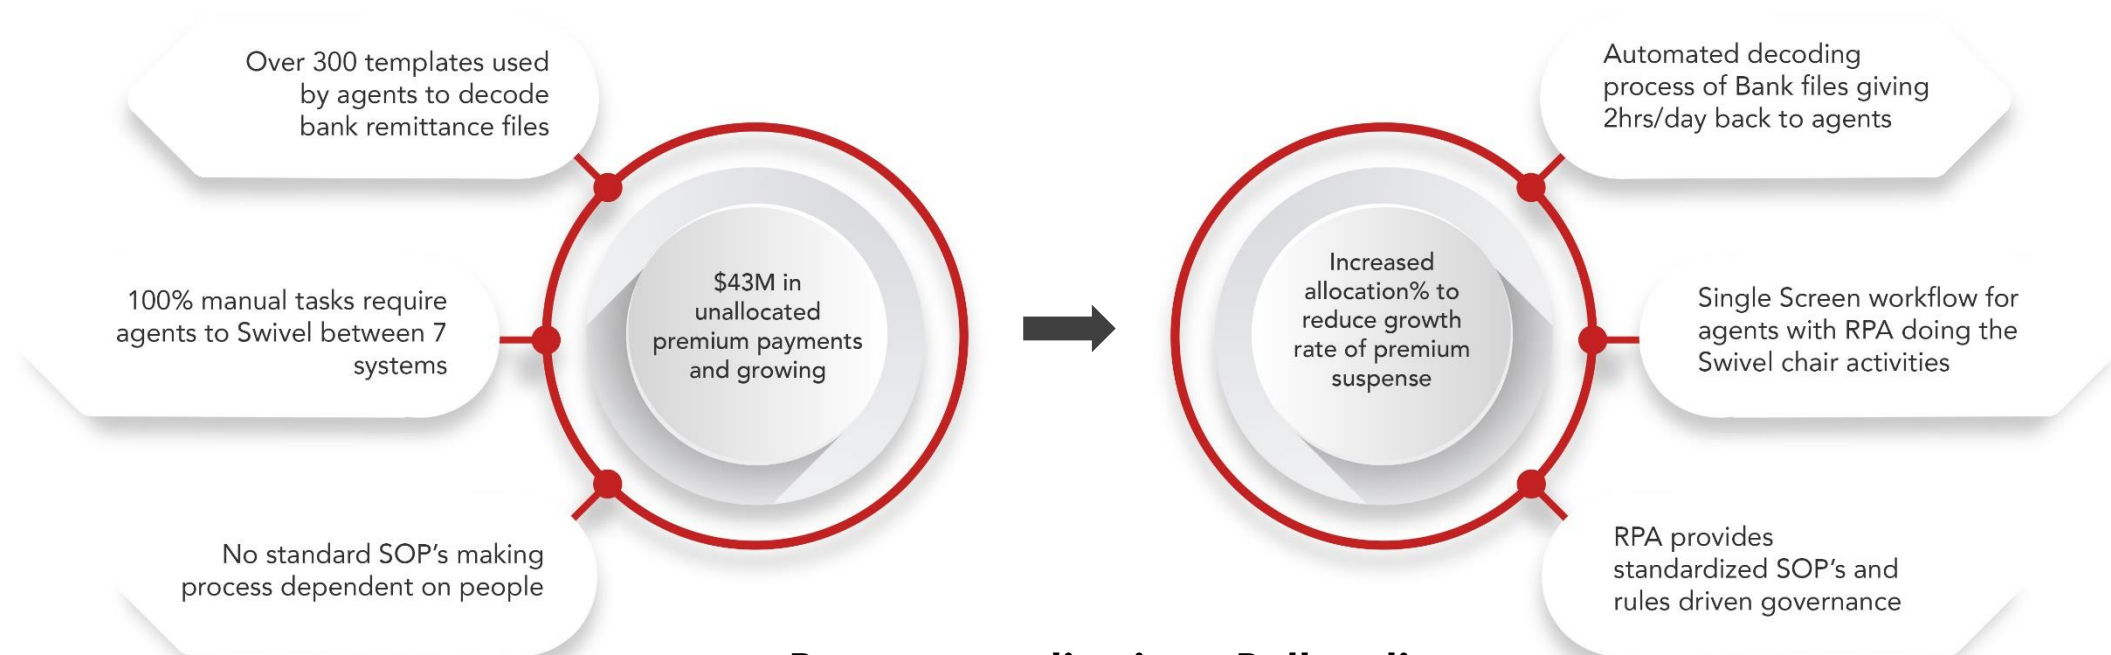 Over 300 templates used
by agents to decode
bank remittance files
100% manual tasks require
agents to Swivel between 7
systems
No standard SOP's making
process dependent on people
$43M in
unallocated
premium payments
and growing
Increased
allocation% to
reduce growth
rate of premium
suspense
Automated decoding
process of Bank files giving
2hrs/day back to agents
Single Screen workflow for
agents with RPA doing the
Swivel chair activities
RPA provides
standardized SOP's and
rules driven governance